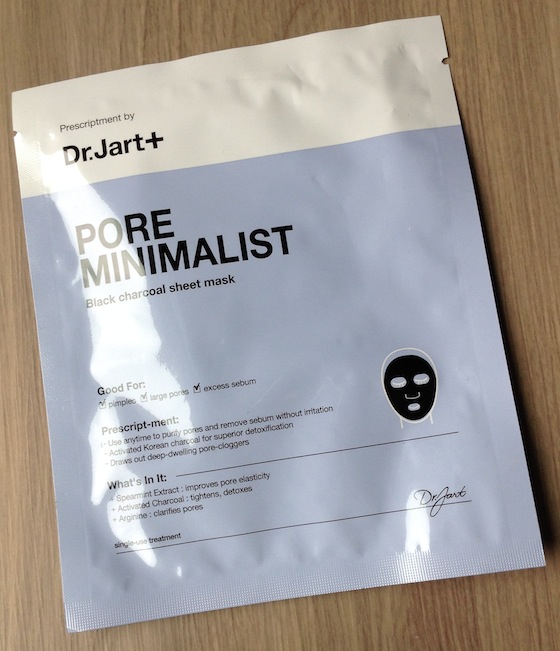 Prescriptment by
Dr.Jart+
PORE
MINIMALIST
Black charcoal sheet mask
Good For:
pimples large pores excess sebum
Prescript-ment:
- Use anytime to purify pores and remove sebum without irritation
- Activated Korean charcoal for superior detoxification
- Draws out deep-dwelling pore-cloggers
What's In It:
+ Spearmint Extract : improves pore elasticity
+ Activated Charcoal : tightens, detoxes
+ Arginine : clarifies pores
Dr.Jart
single-use treatment